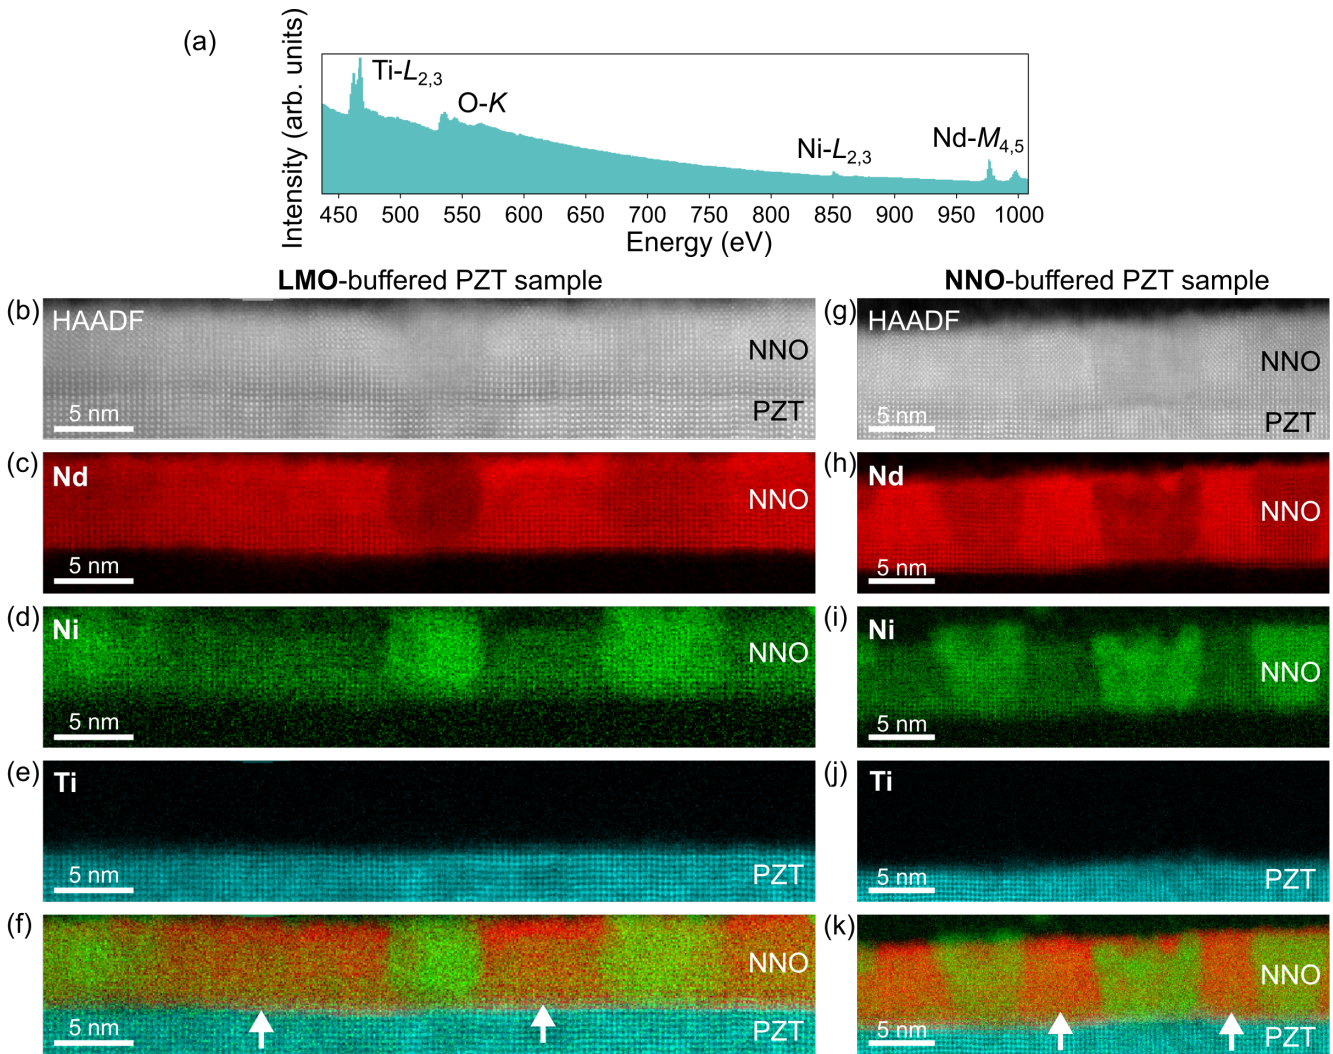 (a)
Intensity (arb. units)
Ti-L2,3
O-K
Ni-L2,3
Nd-M4,5
450 500 550 600 650 700 750 800 850 900 950 1000
Energy (eV)
LMO-buffered PZT sample
NNO-buffered PZT sample
(b)
HAADF
NNO
PZT
5 nm
(g)
HAADF
NNO
PZT
5 nm
(c)
Nd
NNO
5 nm
(h)
Nd
NNO
5 nm
(d)
Ni
NNO
5 nm
(i)
Ni
NNO
5 nm
(e)
Ti
PZT
5 nm
(j)
Ti
PZT
5 nm
(f)
NNO
PZT
5 nm
(k)
NNO
PZT
5 nm